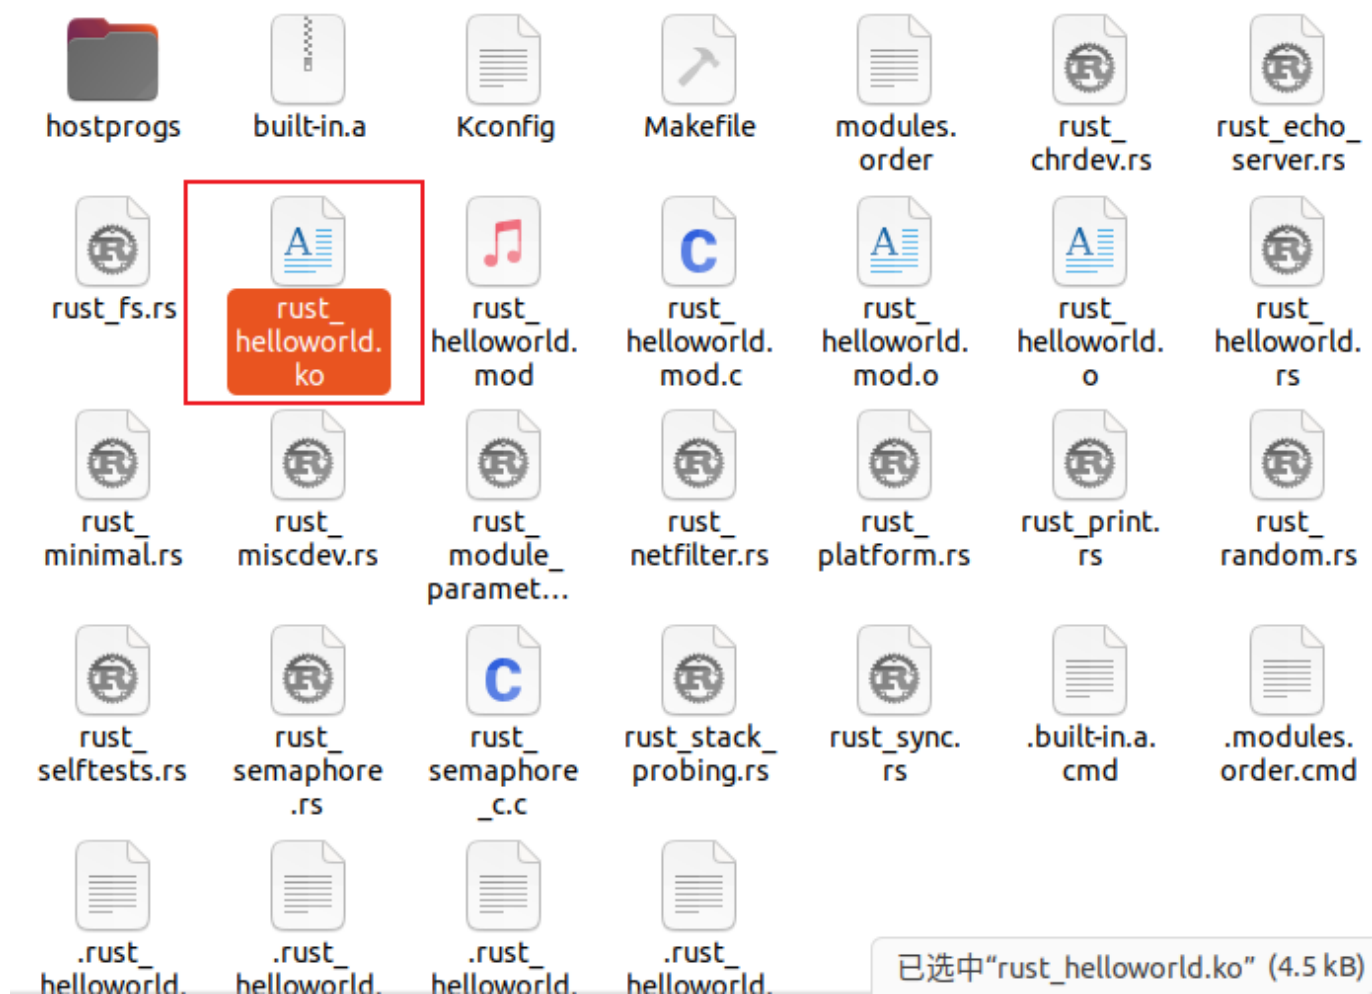 hostprogs
built-in.a
Kconfig
Makefile
modules.
order
rust_
chrdev.rs
rust_echo_
server.rs
rust_fs.rs
rust_
helloworld.
ko
rust_
helloworld.
mod
rust_
helloworld.
mod.c
rust_
helloworld.
mod.o
rust_
helloworld.
o
rust_
helloworld.
rs
rust_
minimal.rs
rust_
miscdev.rs
rust_
module_
paramet…
rust_
netfilter.rs
rust_
platform.rs
rust_print.
rs
rust_
random.rs
rust_
selftests.rs
rust_
semaphore
.rs
rust_
semaphore
_c.c
rust_stack_
probing.rs
rust_sync.
rs
.built-in.a.
cmd
.modules.
order.cmd
.rust_
helloworld.
.rust_
helloworld.
.rust_
helloworld.
.rust_
helloworld.
已选中“rust_helloworld.ko” (4.5 kB)